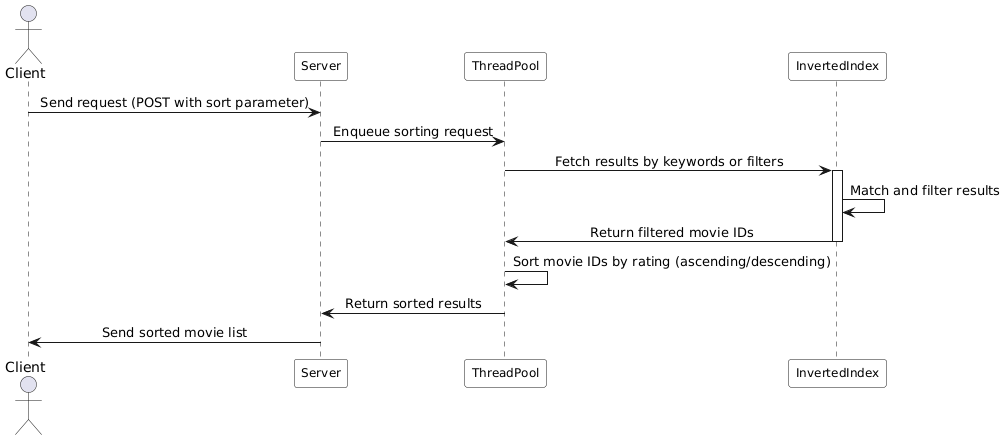 Client
Server
ThreadPool
InvertedIndex
Send request (POST with sort parameter)
Enqueue sorting request
Fetch results by keywords or filters
Match and filter results
Return filtered movie IDs
Sort movie IDs by rating (ascending/descending)
Return sorted results
Send sorted movie list
Client
Server
ThreadPool
InvertedIndex